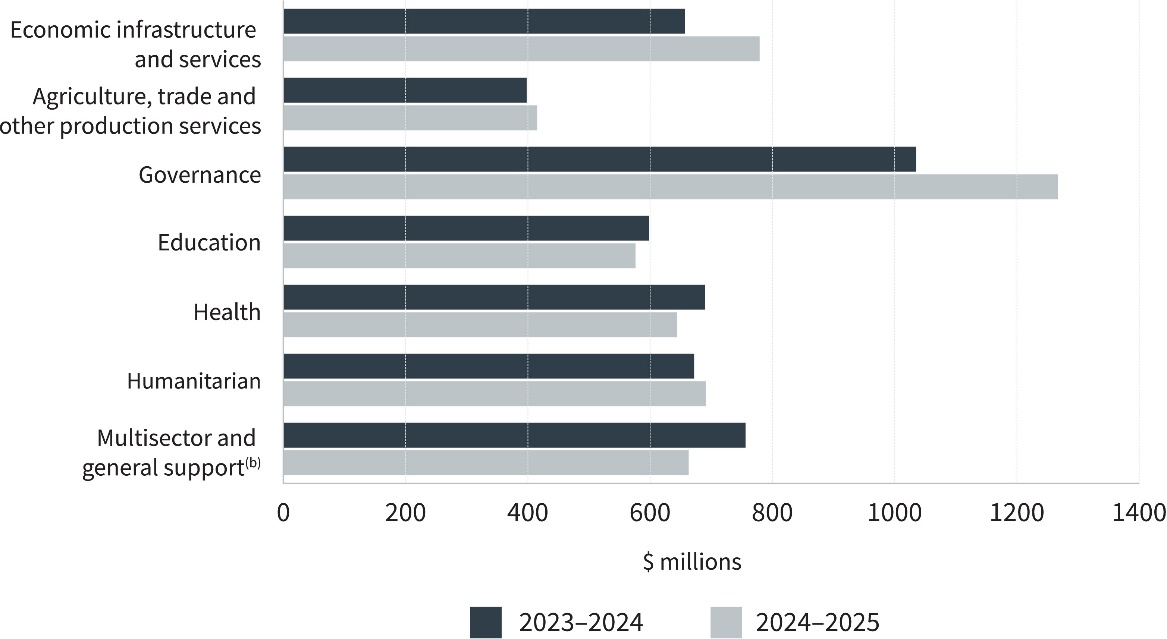 Economic infrastructure
and services
Agriculture, trade and
other production services
Governance
Education
Health
Humanitarian
Multisector and
general support(b)
0 200 400 600 800 1000 1200 1400
$ millions
2023–2024 2024–2025